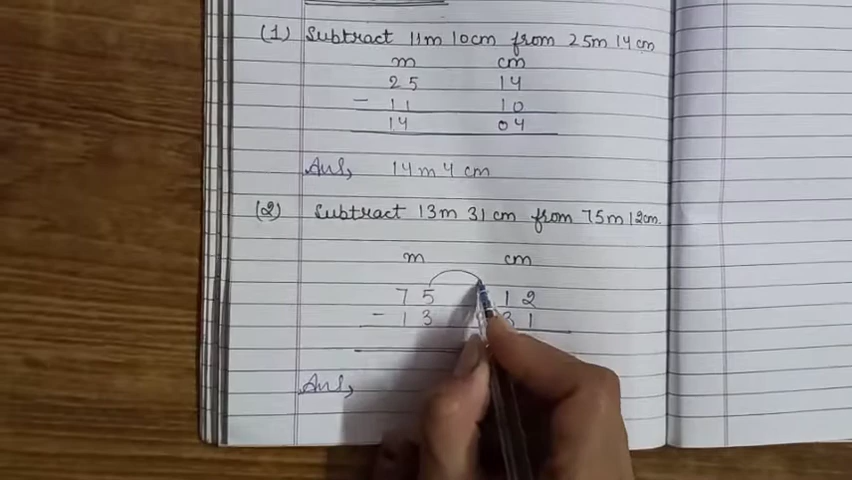 (1) Subtract 11m 10cm from 25m 14cm
m cm
25 14
- 11 10
14 04
Ans, 14m 4 cm
(2) Subtract 13m 31cm from 75m 12cm.
m cm
75 12
- 13 31
Ans,